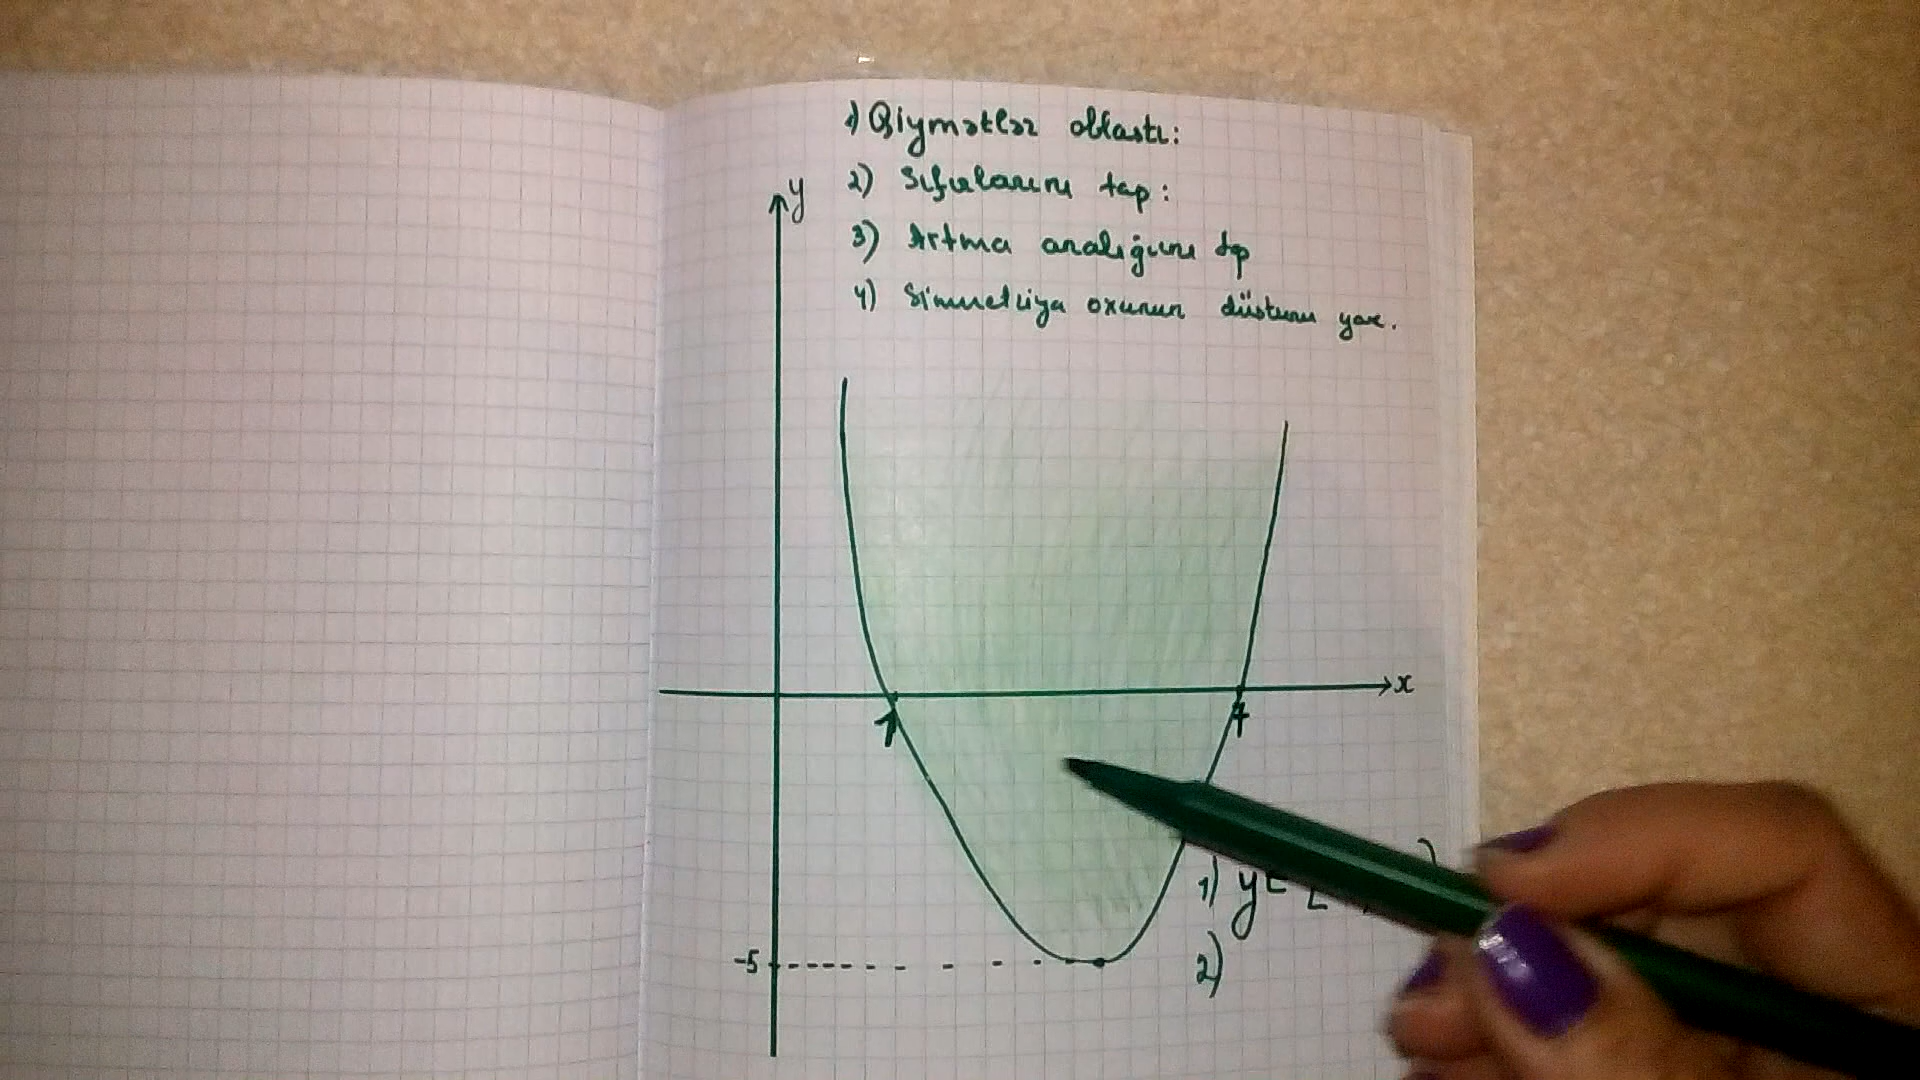 1) Qiymətlər oblastı:
2) Sıfırlarını tap:
3) Artma aralığını tap
4) Simmetriya oxunun düsturunu yaz.
y
x
1
7
-5
1) y∈ [
2)